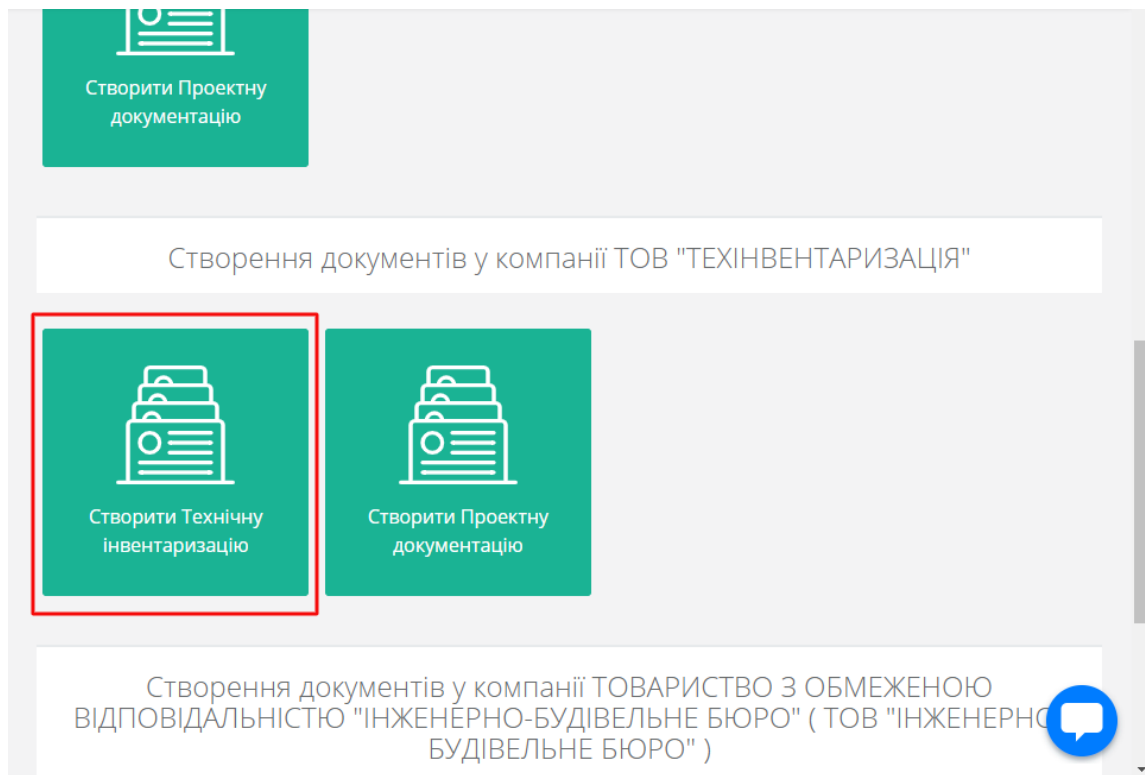 Створити Проектну
документацію
Створення документів у компанії ТОВ "ТЕХІНВЕНТАРИЗАЦІЯ"
Створити Технічну
інвентаризацію
Створити Проектну
документацію
Створення документів у компанії ТОВАРИСТВО З ОБМЕЖЕНОЮ
ВІДПОВІДАЛЬНІСТЮ "ІНЖЕНЕРНО-БУДІВЕЛЬНЕ БЮРО" ( ТОВ "ІНЖЕНЕРНО
БУДІВЕЛЬНЕ БЮРО" )